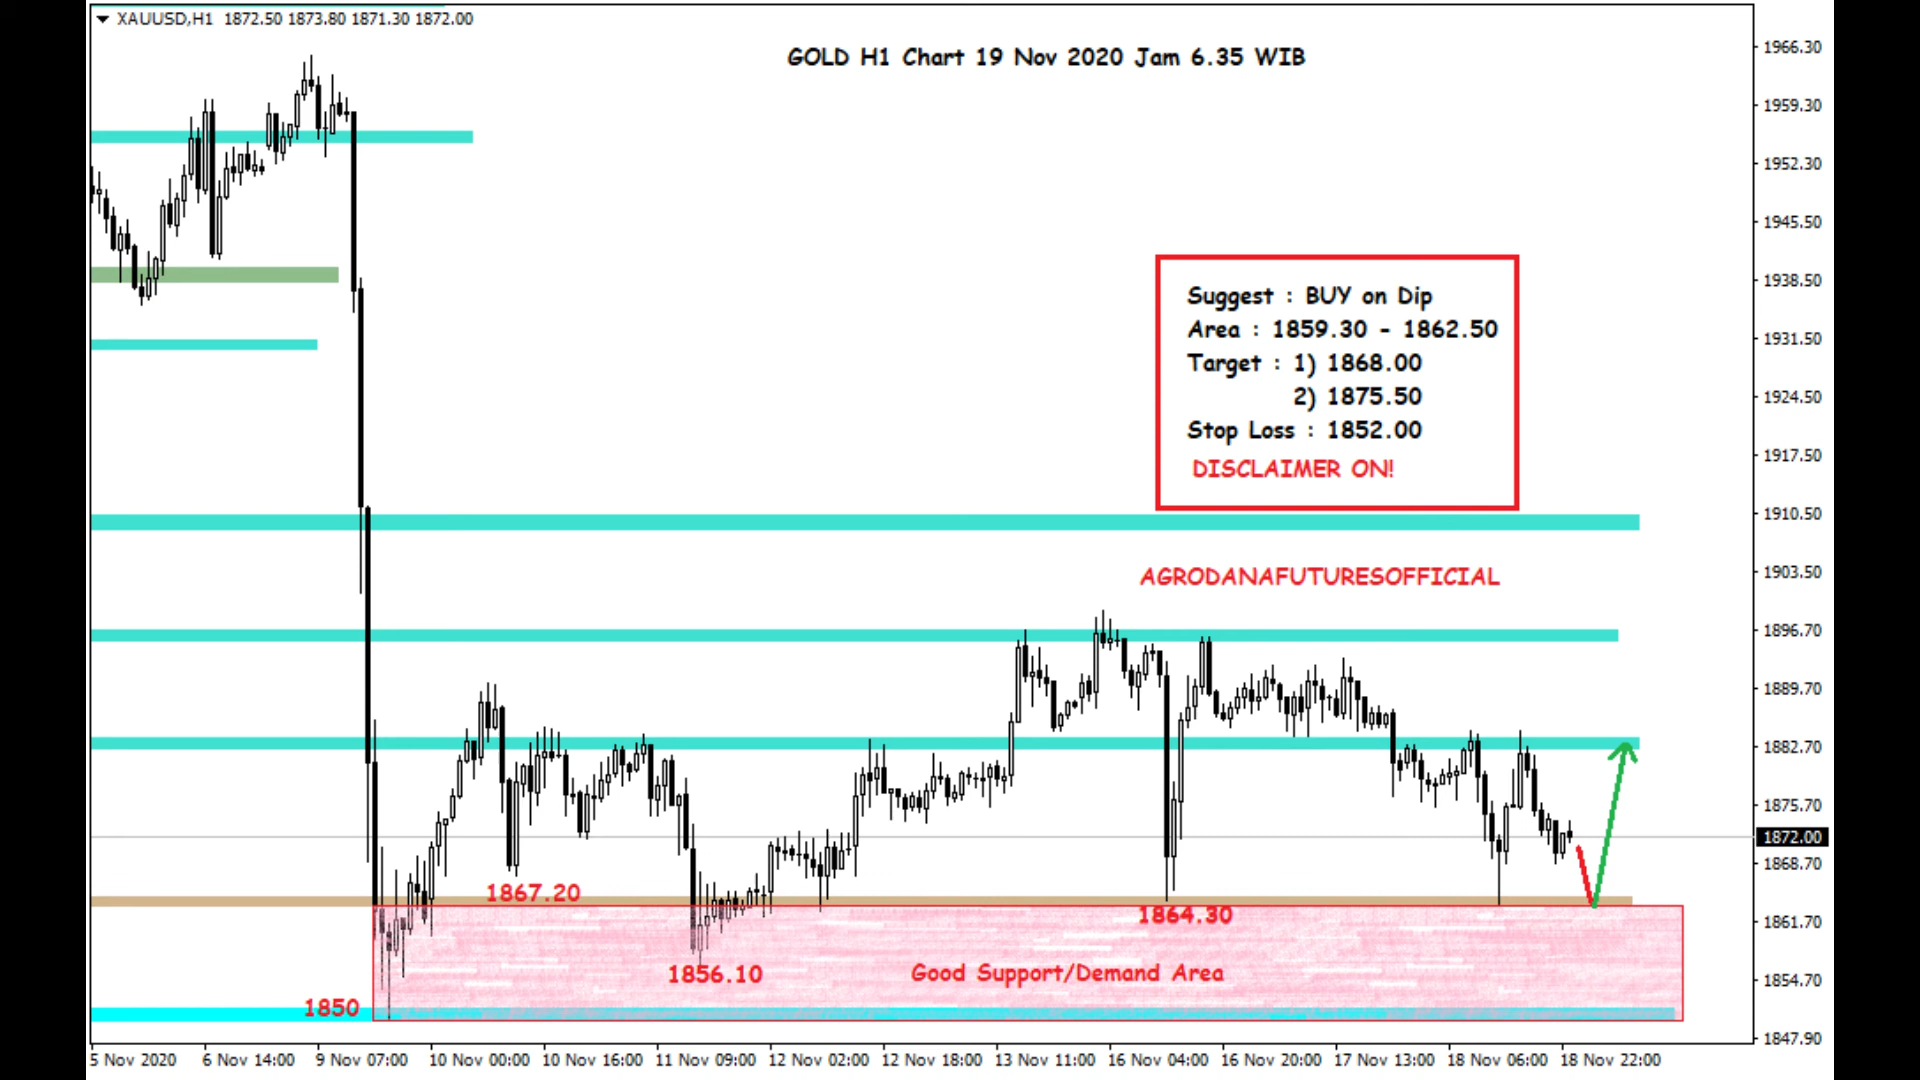 XAUUSD,H1 1872.50 1873.80 1871.30 1872.00
GOLD H1 Chart 19 Nov 2020 Jam 6.35 WIB
1966.30
1959.30
1952.30
1945.50
1938.50
1931.50
1924.50
1917.50
1910.50
1903.50
1896.70
1889.70
1882.70
1875.70
1872.00
1868.70
1861.70
1854.70
1847.90
Suggest : BUY on Dip
Area : 1859.30 - 1862.50
Target : 1) 1868.00
2) 1875.50
Stop Loss : 1852.00
DISCLAIMER ON!
AGRODANAFUTURESOFFICIAL
1867.20
1864.30
1856.10
Good Support/Demand Area
1850
5 Nov 2020 6 Nov 14:00 9 Nov 07:00 10 Nov 00:00 10 Nov 16:00 11 Nov 09:00 12 Nov 02:00 12 Nov 18:00 13 Nov 11:00 16 Nov 04:00 16 Nov 20:00 17 Nov 13:00 18 Nov 06:00 18 Nov 22:00